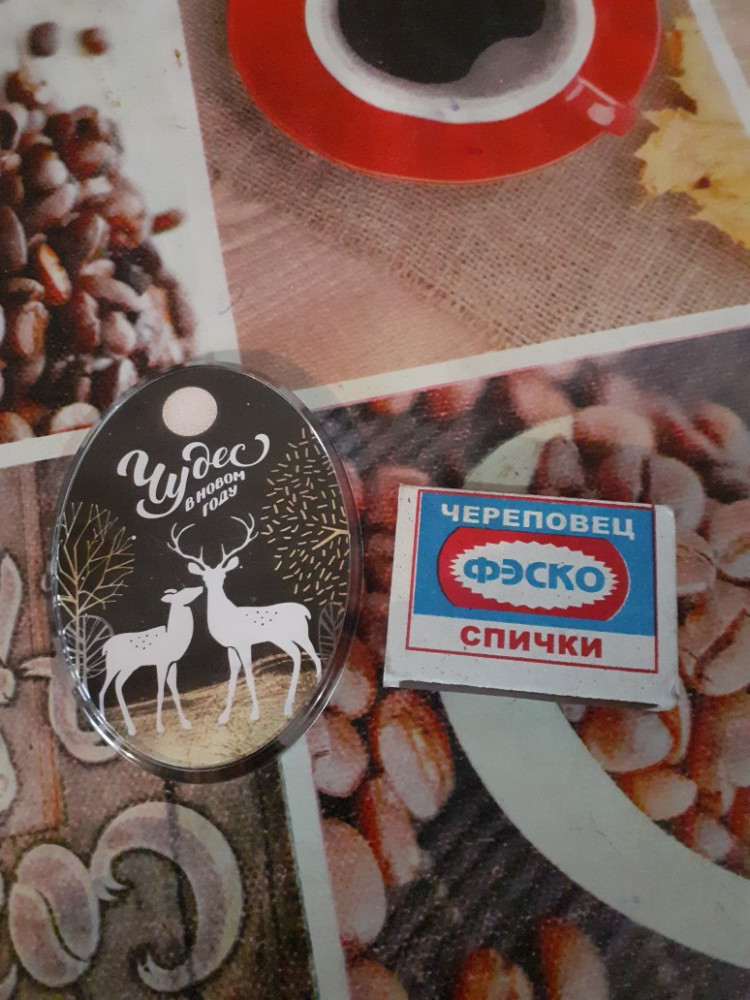 Чудес
в новом
году
ЧЕРЕПОВЕЦ
ФЭСКО
СПИЧКИ